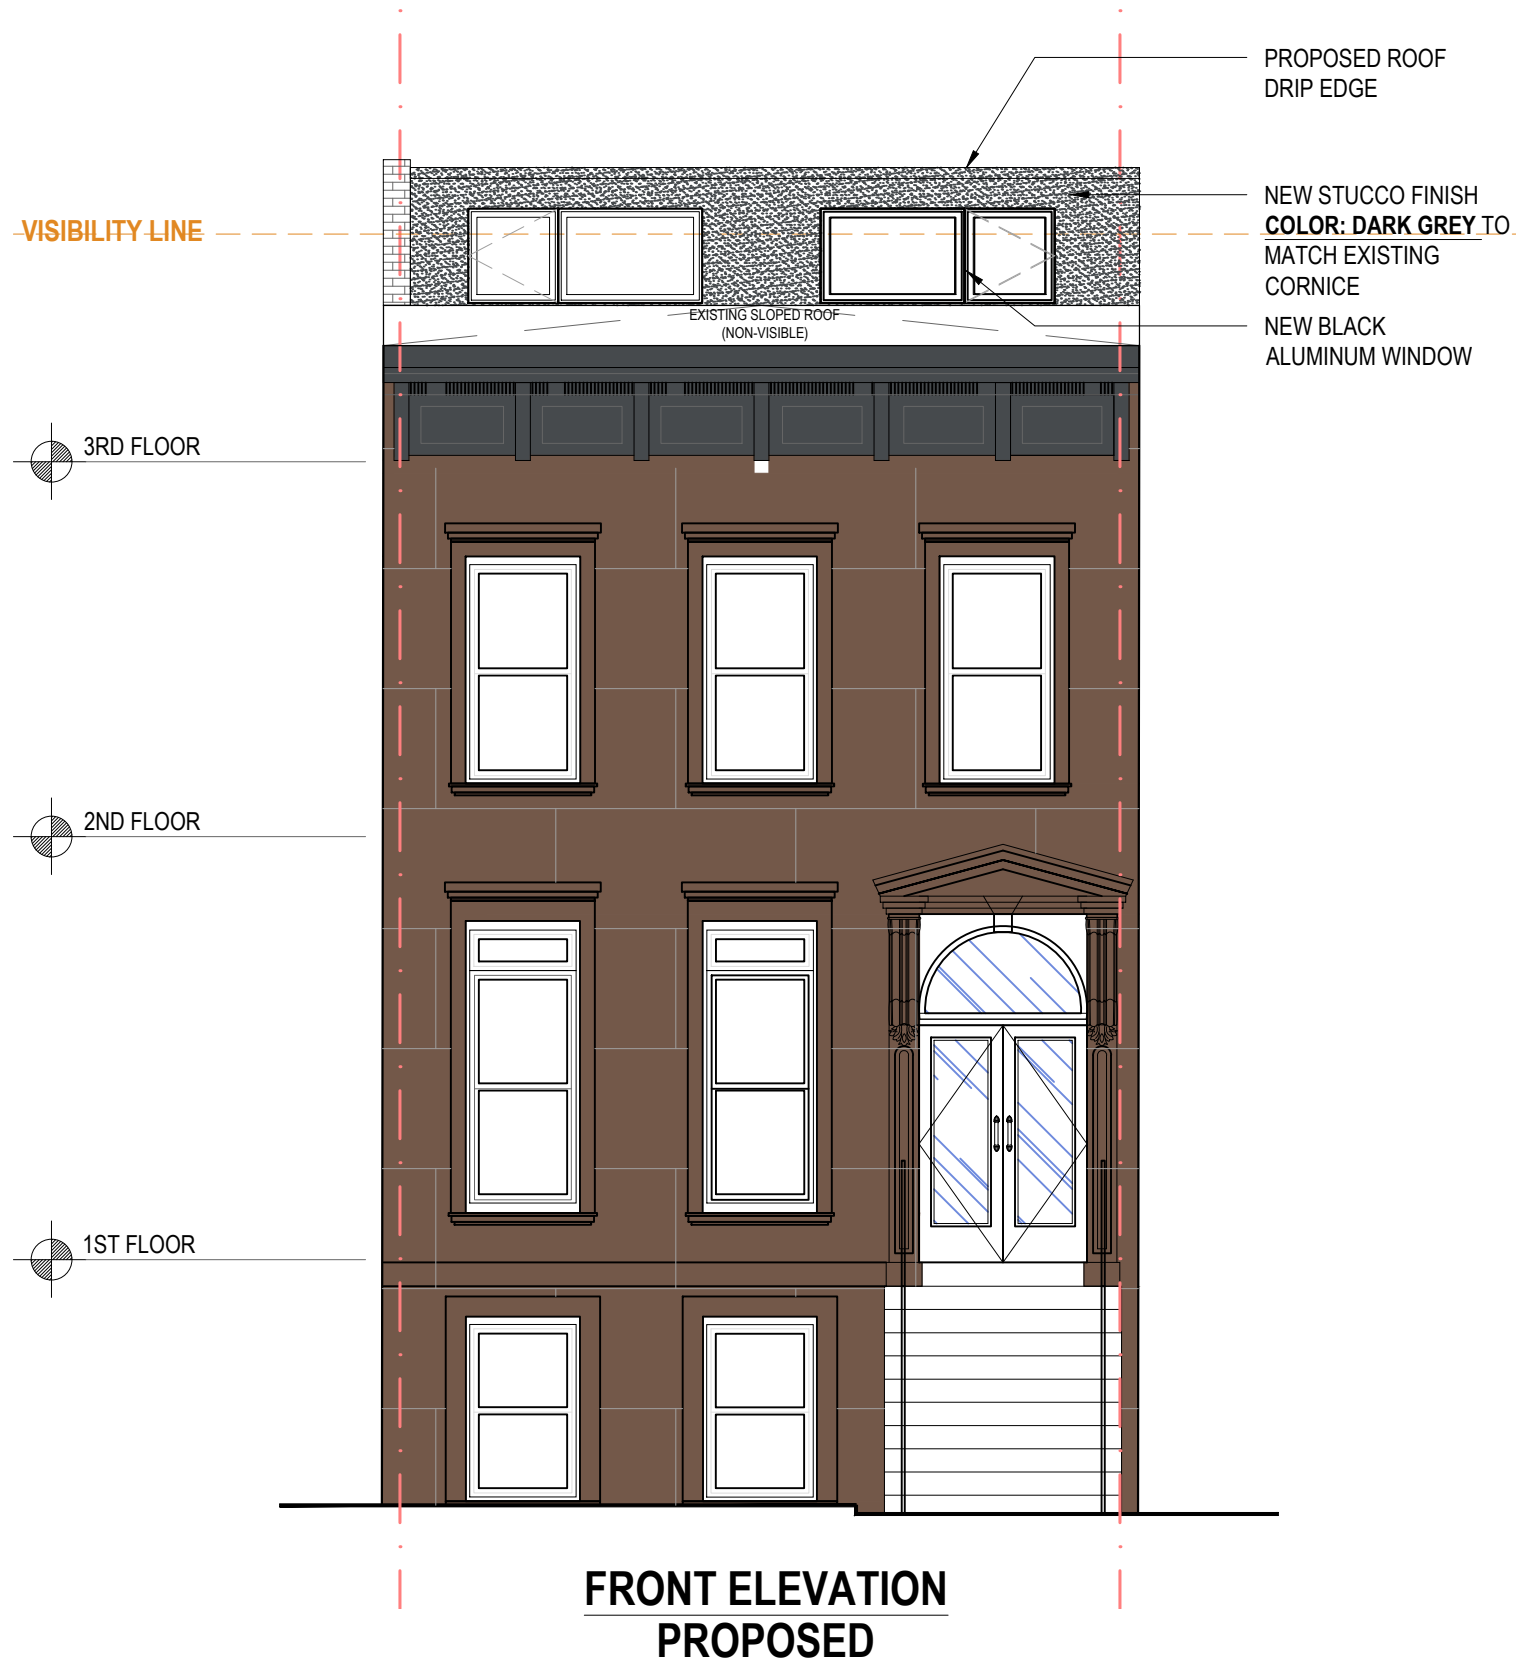 PROPOSED ROOF
DRIP EDGE
NEW STUCCO FINISH
COLOR: DARK GREY TO
MATCH EXISTING
CORNICE
NEW BLACK
ALUMINUM WINDOW
VISIBILITY LINE
EXISTING SLOPED ROOF
(NON-VISIBLE)
3RD FLOOR
2ND FLOOR
1ST FLOOR
FRONT ELEVATION
PROPOSED